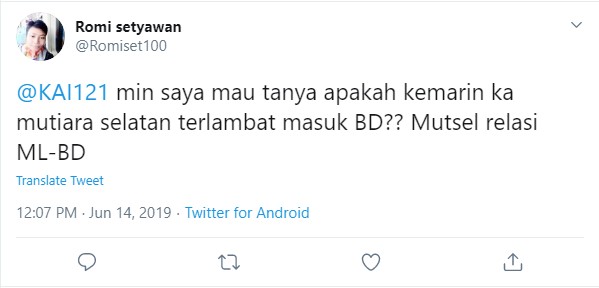 Romi setyawan
@Romiset100
@KAI121 min saya mau tanya apakah kemarin ka
mutiara selatan terlambat masuk BD?? Mutsel relasi
ML-BD
Translate Tweet
12:07 PM · Jun 14, 2019 · Twitter for Android